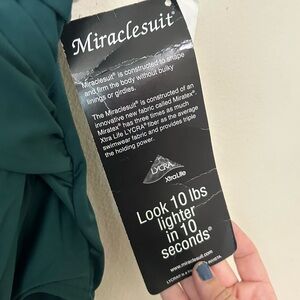 Miraclesuit®
Miraclesuit® is constructed to shape
and firm the body without bulky
linings or girdles.
The Miraclesuit® is constructed of an
innovative new fabric called Miratex®.
Miratex® has three times as much
Xtra Life LYCRA® fiber as the average
swimwear fabric and provides triple
the holding power.
LYCRA
XtraLife
Look 10 lbs
lighter
in 10
seconds®
www.miraclesuit.com
LYCRA® is a